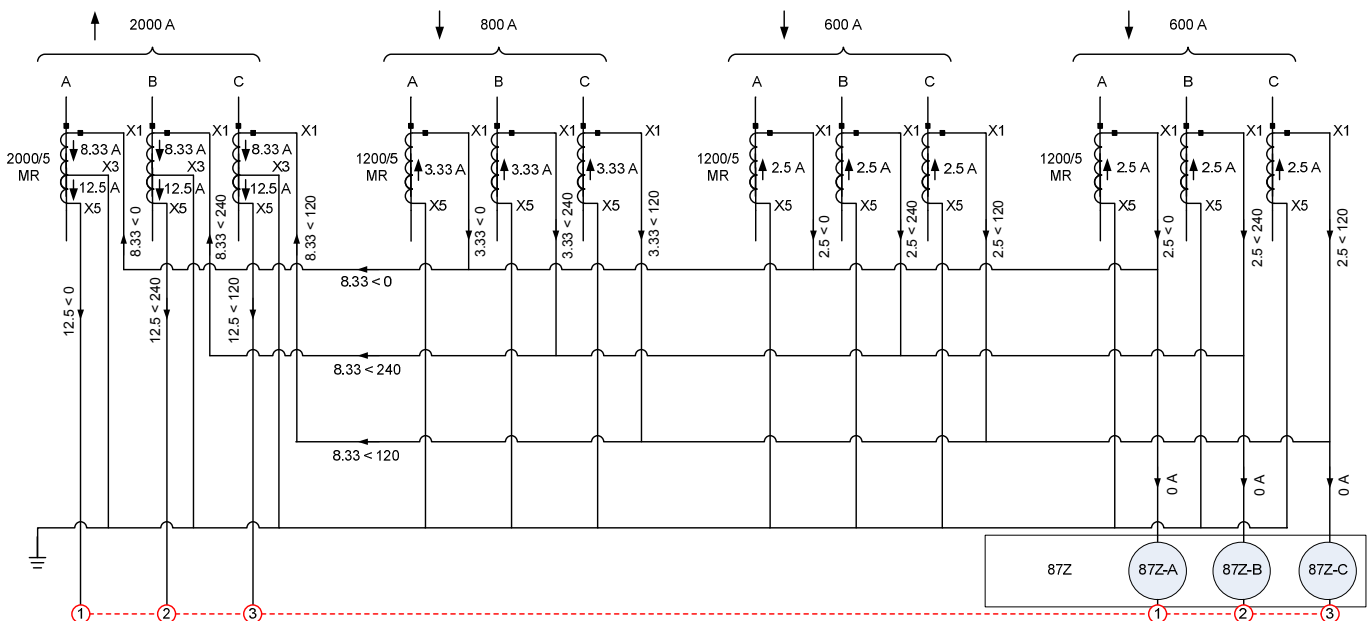 2000 A
800 A
600 A
600 A
A B C
A B C
A B C
A B C
X1 X1 X1
X1 X1 X1
X1 X1 X1
X1 X1 X1
2000/5
MR
8.33 A 8.33 A 8.33 A
X3 X3 X3
12.5 A 12.5 A 12.5 A
X5 X5 X5
1200/5
MR
3.33 A 3.33 A 3.33 A
X5 X5 X5
1200/5
MR
2.5 A 2.5 A 2.5 A
X5 X5 X5
1200/5
MR
2.5 A 2.5 A 2.5 A
X5 X5 X5
8.33 < 0
8.33 < 240
8.33 < 120
3.33 < 0
3.33 < 240
3.33 < 120
2.5 < 0
2.5 < 240
2.5 < 120
2.5 < 0
2.5 < 240
2.5 < 120
12.5 < 0
12.5 < 240
12.5 < 120
8.33 < 0
8.33 < 240
8.33 < 120
0 A
0 A
0 A
87Z
87Z-A
87Z-B
87Z-C
1 2 3
1 2 3